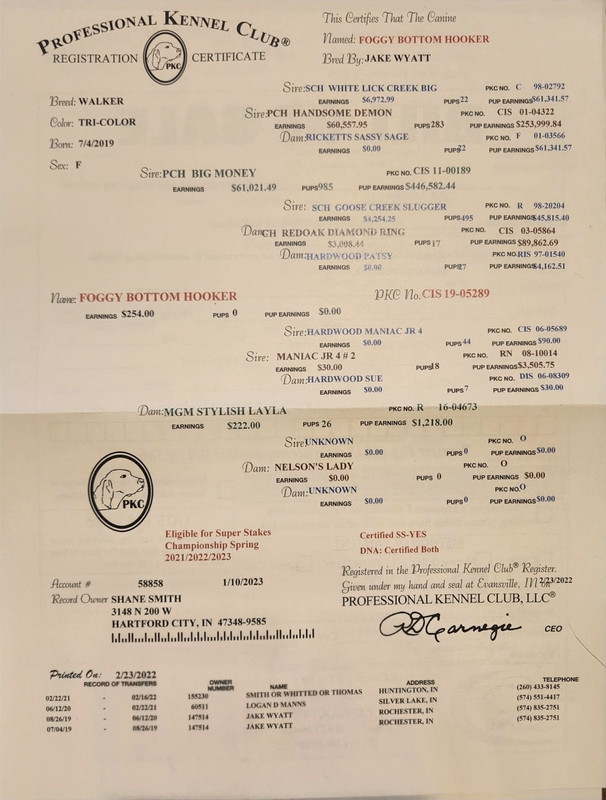 PROFESSIONAL KENNEL CLUB®
REGISTRATION PKC CERTIFICATE
This Certifies That The Canine
Named: FOGGY BOTTOM HOOKER
Bred By: JAKE WYATT
Breed: WALKER
Color: TRI-COLOR
Born: 7/4/2019
Sex: F
Sire: SCH WHITE LICK CREEK BIG PKC NO. C 98-02792
EARNINGS $6,972.99 PUPS 22 PUP EARNINGS $61,341.57
Sire: PCH HANDSOME DEMON PKC NO. CIS 01-04322
EARNINGS $60,557.95 PUPS 283 PUP EARNINGS $253,999.84
Dam: RICKETTS SASSY SAGE PKC NO. F 01-03566
EARNINGS $0.00 PUPS 22 PUP EARNINGS $61,341.57
Sire: PCH BIG MONEY PKC NO. CIS 11-00189
EARNINGS $61,021.49 PUPS 985 PUP EARNINGS $446,582.44
Sire: SCH GOOSE CREEK SLUGGER PKC NO. R 98-20204
EARNINGS $4,254.25 PUPS 495 PUP EARNINGS $45,815.40
Dam: CH REDOAK DIAMOND RING PKC NO. CIS 03-05864
EARNINGS $3,008.44 PUPS 17 PUP EARNINGS $89,862.69
Dam: HARDWOOD PATSY PKC NO. RIS 97-01540
EARNINGS $0.00 PUPS 27 PUP EARNINGS $4,162.51
Name: FOGGY BOTTOM HOOKER PKC No. CIS 19-05289
EARNINGS $254.00 PUPS 0 PUP EARNINGS $0.00
Sire: HARDWOOD MANIAC JR 4 PKC NO. CIS 06-05689
EARNINGS $0.00 PUPS 44 PUP EARNINGS $90.00
Sire: MANIAC JR 4 # 2 PKC NO. RN 08-10014
EARNINGS $30.00 PUPS 18 PUP EARNINGS $3,505.75
Dam: HARDWOOD SUE PKC NO. DIS 06-08309
EARNINGS $0.00 PUPS 7 PUP EARNINGS $30.00
Dam: MGM STYLISH LAYLA PKC NO. R 16-04673
EARNINGS $222.00 PUPS 26 PUP EARNINGS $1,218.00
Sire: UNKNOWN PKC NO. O
EARNINGS $0.00 PUPS 0 PUP EARNINGS $0.00
Dam: NELSON'S LADY PKC NO. O
EARNINGS $0.00 PUPS 0 PUP EARNINGS $0.00
Dam: UNKNOWN PKC NO. O
EARNINGS $0.00 PUPS 0 PUP EARNINGS $0.00
PKC
Eligible for Super Stakes
Championship Spring
2021/2022/2023
Certified SS-YES
DNA: Certified Both
Account # 58858 1/10/2023
Record Owner SHANE SMITH
3148 N 200 W
HARTFORD CITY, IN 47348-9585
Registered in the Professional Kennel Club® Register.
Given under my hand and seal at Evansville, IN on 2/23/2022
PROFESSIONAL KENNEL CLUB, LLC®
RD Carnegie CEO
Printed On: 2/23/2022
RECORD OF TRANSFERS OWNER NUMBER NAME ADDRESS TELEPHONE
02/22/21 - 02/16/22 155230 SMITH OR WHITTED OR THOMAS HUNTINGTON, IN (260) 433-8145
06/12/20 - 02/22/21 60511 LOGAN D MANNS SILVER LAKE, IN (574) 551-4417
08/26/19 - 06/12/20 147514 JAKE WYATT ROCHESTER, IN (574) 835-2751
07/04/19 - 08/26/19 147514 JAKE WYATT ROCHESTER, IN (574) 835-2751